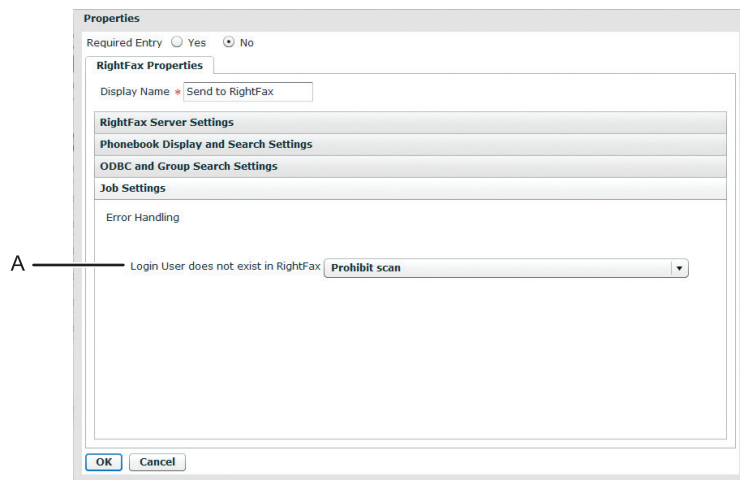 Properties
Required Entry Yes No
RightFax Properties
Display Name * Send to RightFax
RightFax Server Settings
Phonebook Display and Search Settings
ODBC and Group Search Settings
Job Settings
Error Handling
A Login User does not exist in RightFax Prohibit scan
OK Cancel